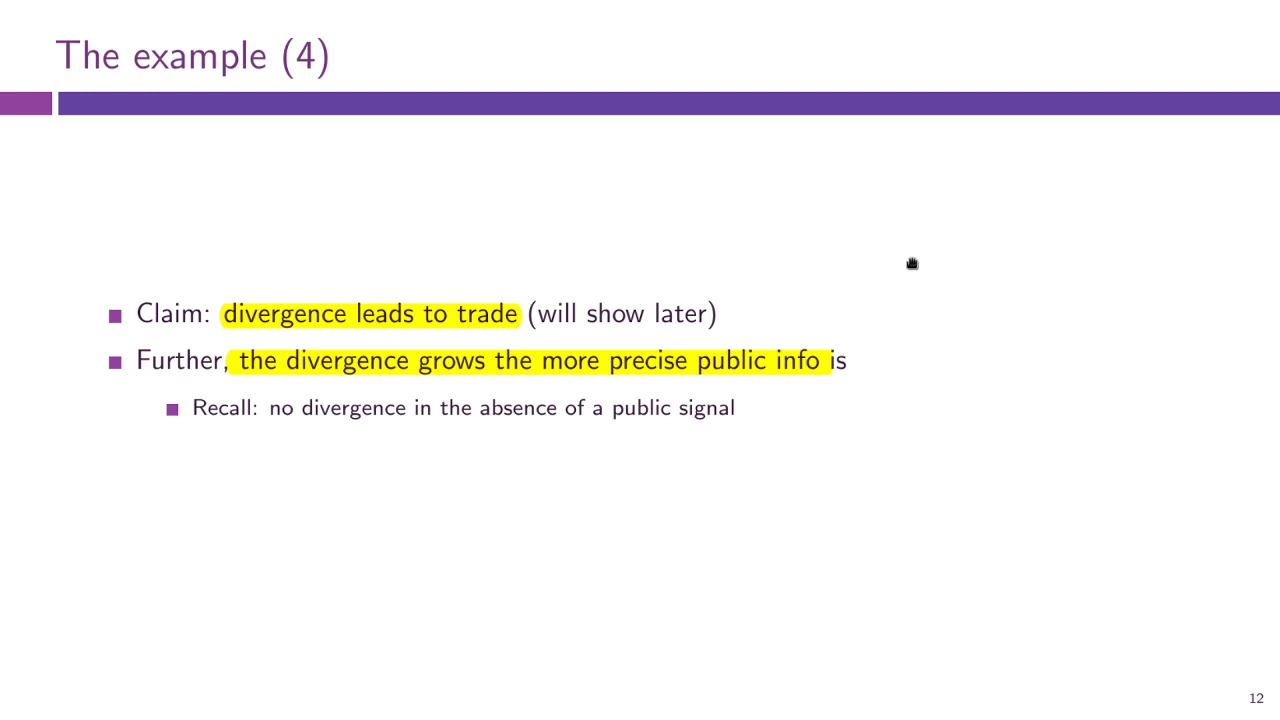 The example (4)
Claim: divergence leads to trade (will show later)
Further, the divergence grows the more precise public info is
Recall: no divergence in the absence of a public signal
12